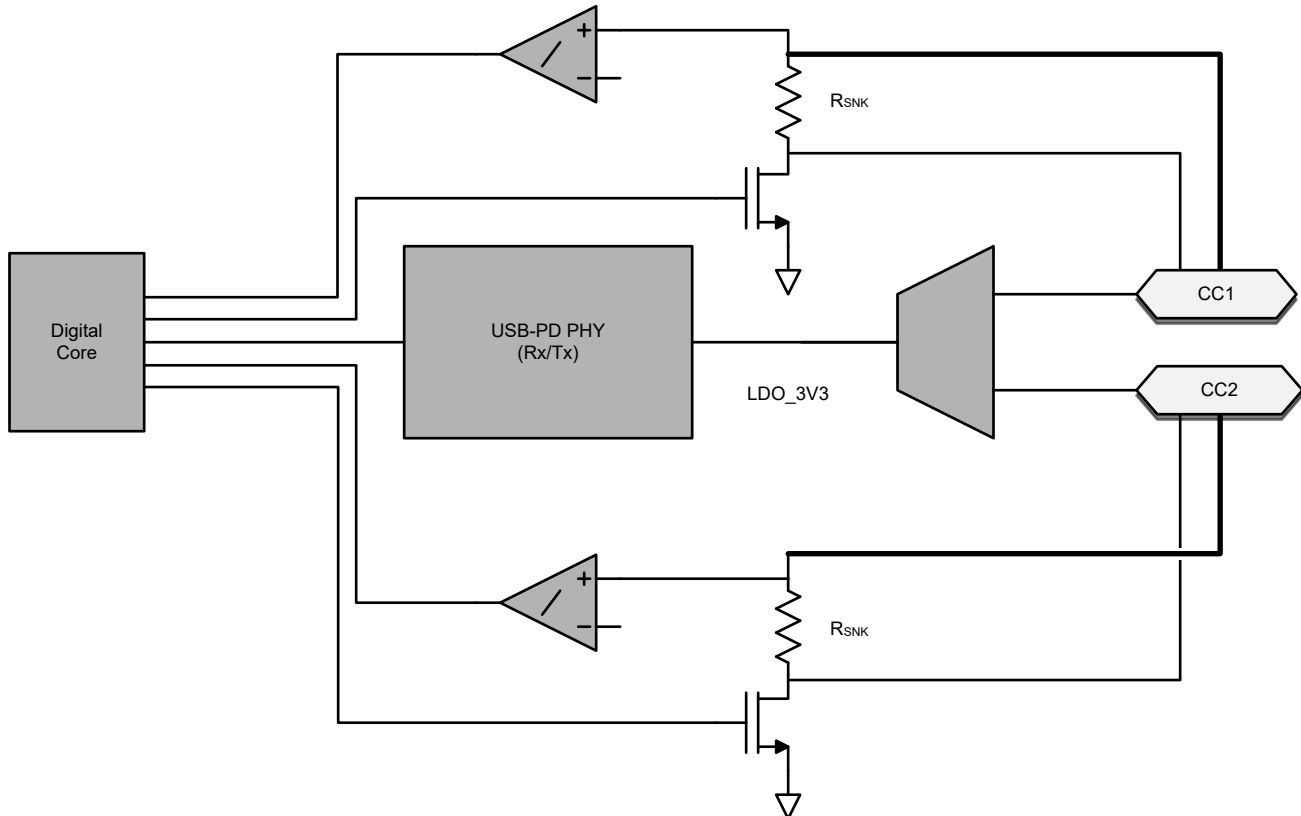 RSNK
Digital
Core
USB-PD PHY
(Rx/Tx)
LDO_3V3
CC1
CC2
RSNK